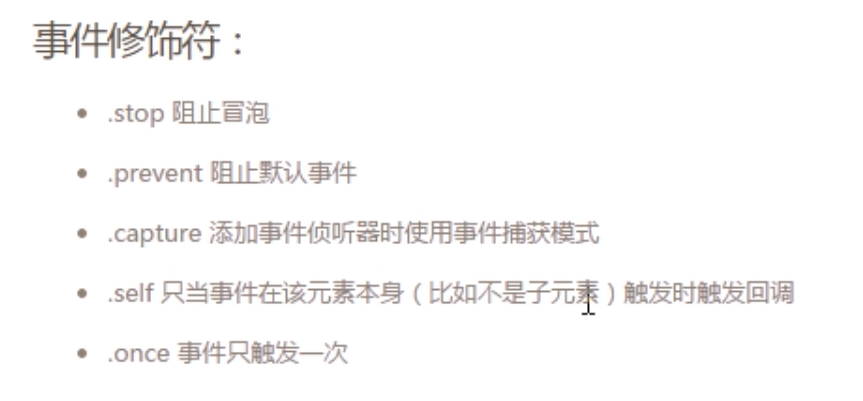 事件修饰符：
.stop 阻止冒泡
.prevent 阻止默认事件
.capture 添加事件侦听器时使用事件捕获模式
.self 只当事件在该元素本身（比如不是子元素）触发时触发回调
.once 事件只触发一次